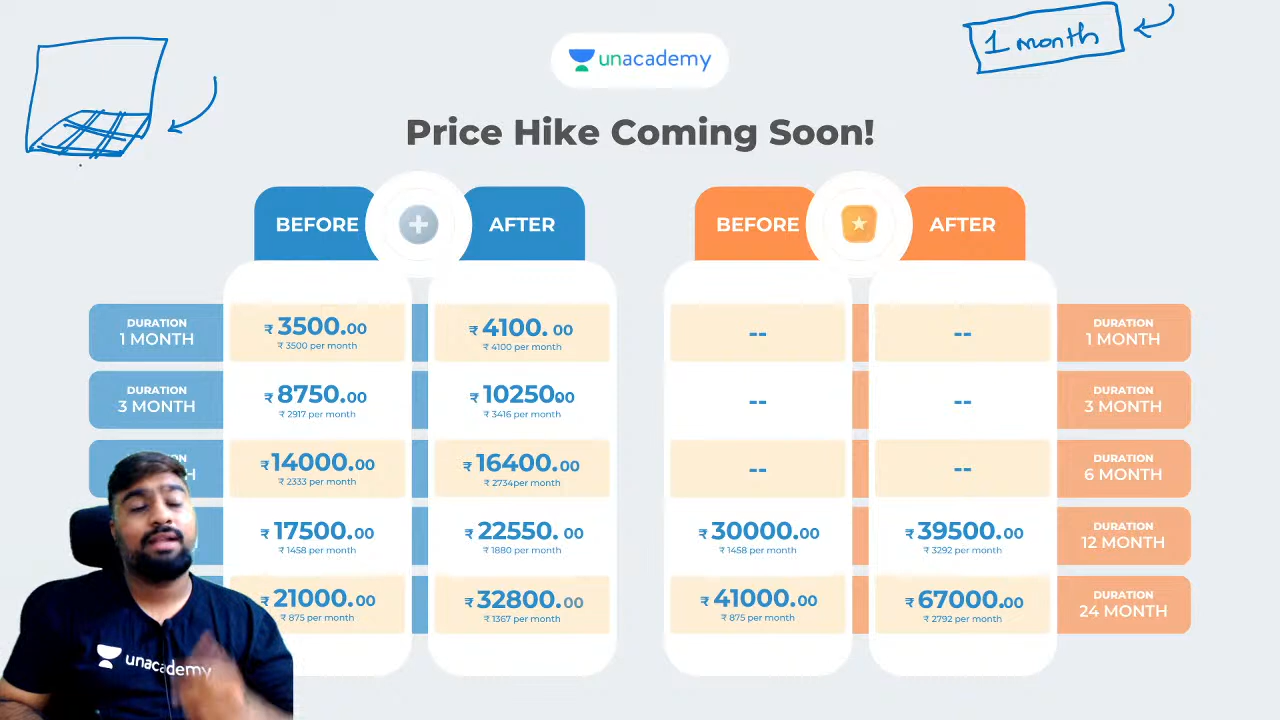 1 month
unacademy
Price Hike Coming Soon!
BEFORE
AFTER
BEFORE
AFTER
DURATION
1 MONTH
₹ 3500.00
₹ 3500 per month
₹ 4100. 00
₹ 4100 per month
--
--
DURATION
1 MONTH
DURATION
3 MONTH
₹ 8750.00
₹ 2917 per month
₹ 10250.00
₹ 3416 per month
--
--
DURATION
3 MONTH
₹ 14000.00
₹ 2333 per month
₹ 16400.00
₹ 2734per month
--
--
DURATION
6 MONTH
₹ 17500.00
₹ 1458 per month
₹ 22550. 00
₹ 1880 per month
₹ 30000.00
₹ 1458 per month
₹ 39500.00
₹ 3292 per month
DURATION
12 MONTH
₹ 21000.00
₹ 875 per month
₹ 32800.00
₹ 1367 per month
₹ 41000.00
₹ 875 per month
₹ 67000.00
₹ 2792 per month
DURATION
24 MONTH
unacademy